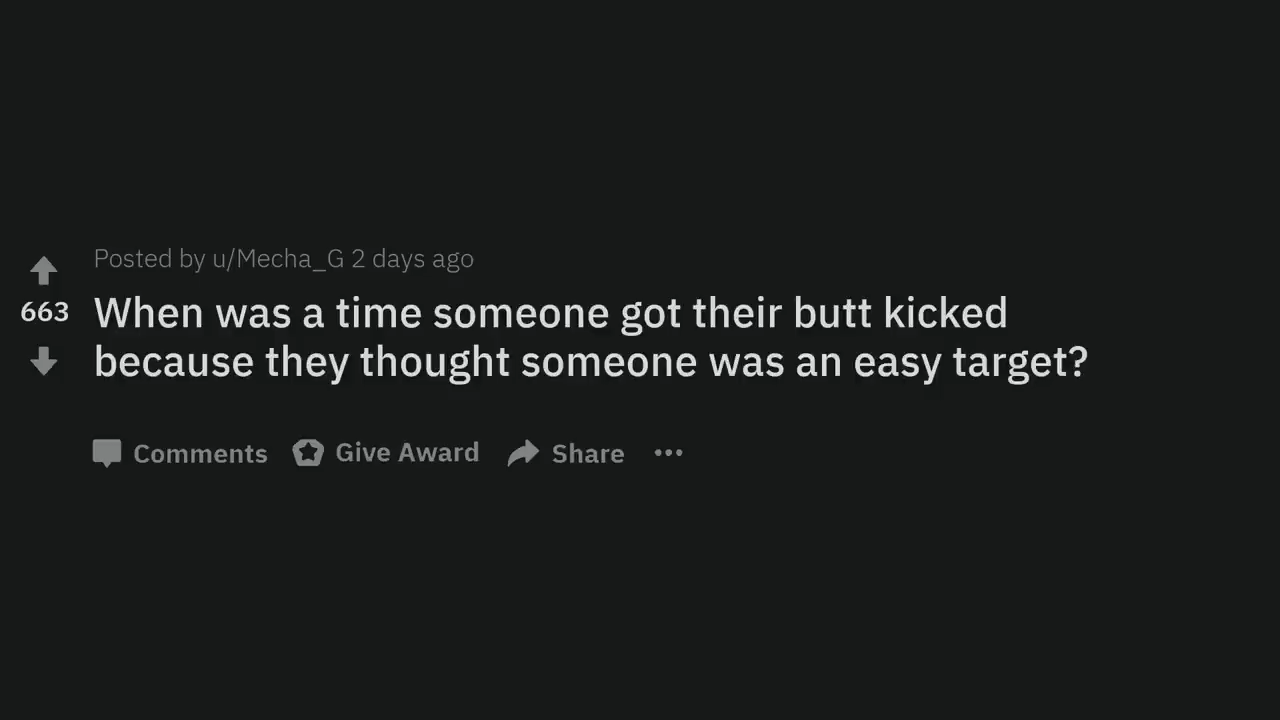 Posted by u/Mecha_G 2 days ago
663
When was a time someone got their butt kicked
because they thought someone was an easy target?
Comments Give Award Share ...